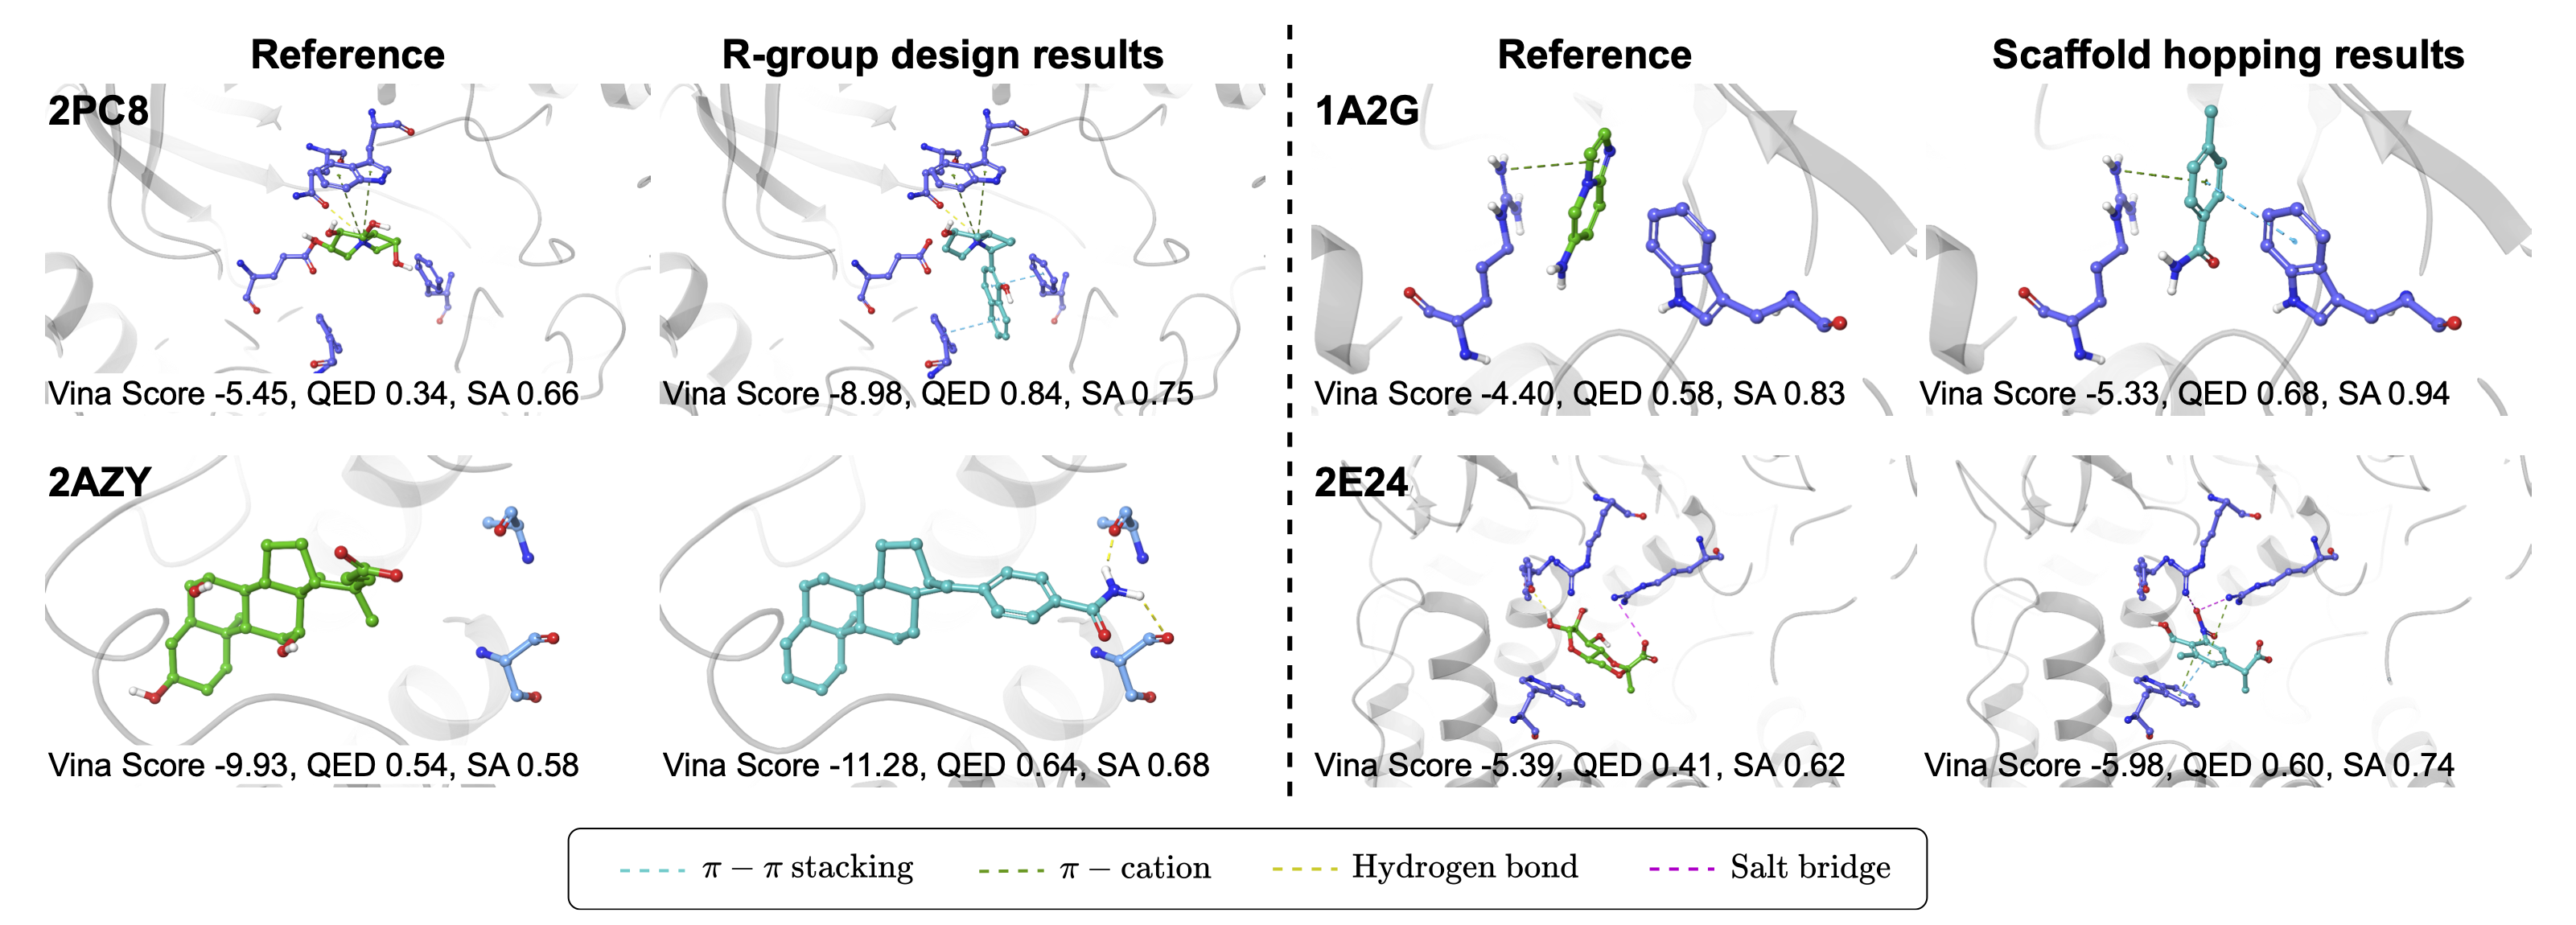 Reference
R-group design results
Reference
Scaffold hopping results
2PC8
1A2G
Vina Score -5.45, QED 0.34, SA 0.66
Vina Score -8.98, QED 0.84, SA 0.75
Vina Score -4.40, QED 0.58, SA 0.83
Vina Score -5.33, QED 0.68, SA 0.94
2AZY
2E24
Vina Score -9.93, QED 0.54, SA 0.58
Vina Score -11.28, QED 0.64, SA 0.68
Vina Score -5.39, QED 0.41, SA 0.62
Vina Score -5.98, QED 0.60, SA 0.74
π − π stacking
π − cation
Hydrogen bond
Salt bridge